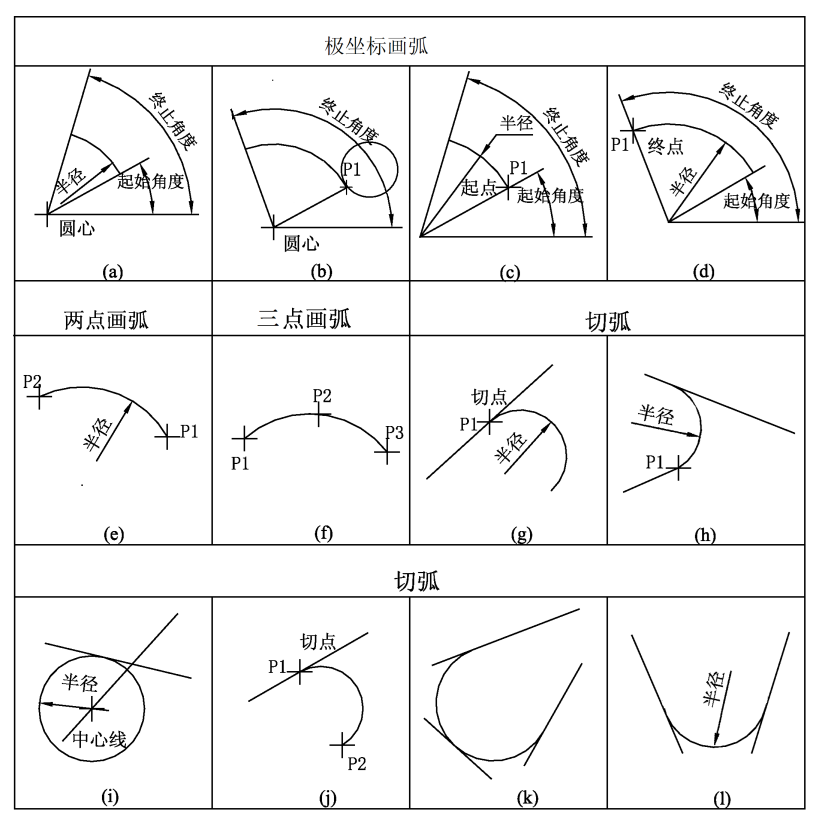 极坐标画弧
终止角度
半径
起始角度
圆心
(a)
终止角度
P1
圆心
(b)
终止角度
半径
P1
起点
起始角度
(c)
终止角度
P1
终点
半径
起始角度
(d)
两点画弧
三点画弧
切弧
P2
半径
P1
(e)
P2
P1
P3
(f)
切点
P1
半径
(g)
半径
P1
(h)
切弧
半径
中心线
(i)
切点
P1
P2
(j)
(k)
半径
(l)